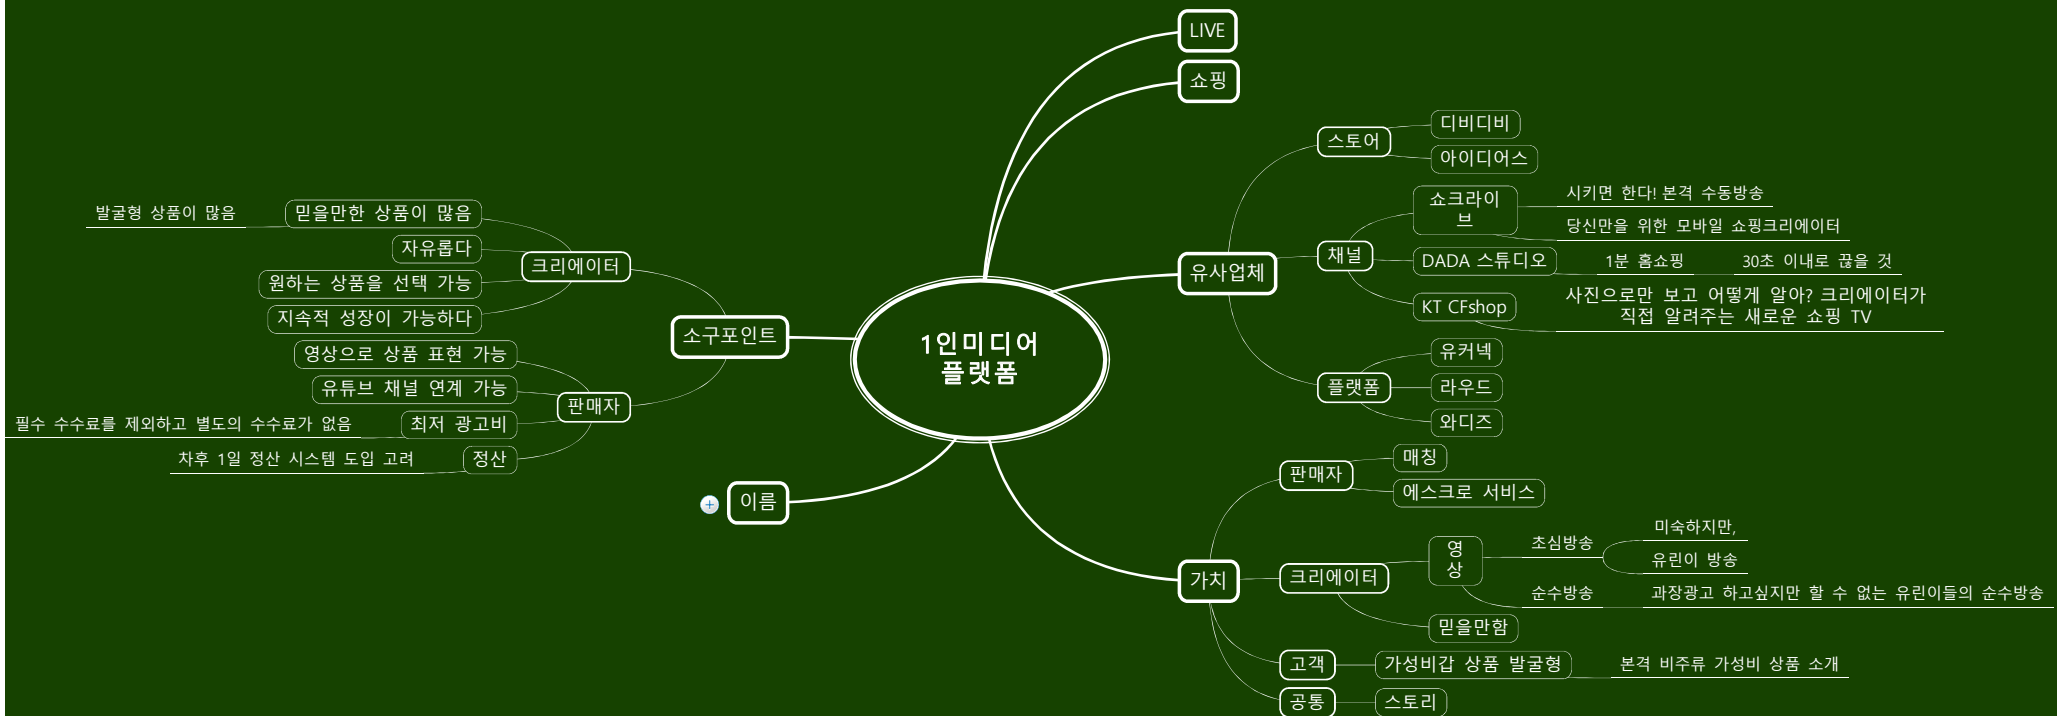 LIVE
쇼핑
스토어
디비디비
아이디어스
유사업체
채널
쇼크라이
브
시키면 한다! 본격 수동방송
당신만을 위한 모바일 쇼핑크리에이터
DADA 스튜디오
1분 홈쇼핑
30초 이내로 끊을 것
KT CFshop
사진으로만 보고 어떻게 알아? 크리에이터가
직접 알려주는 새로운 쇼핑 TV
플랫폼
유커넥
라우드
와디즈
1인미디어
플랫폼
소구포인트
크리에이터
믿을만한 상품이 많음
발굴형 상품이 많음
자유롭다
원하는 상품을 선택 가능
지속적 성장이 가능하다
판매자
영상으로 상품 표현 가능
유튜브 채널 연계 가능
최저 광고비
필수 수수료를 제외하고 별도의 수수료가 없음
정산
차후 1일 정산 시스템 도입 고려
이름
가치
판매자
매칭
에스크로 서비스
크리에이터
영
상
초심방송
미숙하지만,
유린이 방송
순수방송
과장광고 하고싶지만 할 수 없는 유린이들의 순수방송
믿을만함
고객
가성비갑 상품 발굴형
본격 비주류 가성비 상품 소개
공통
스토리